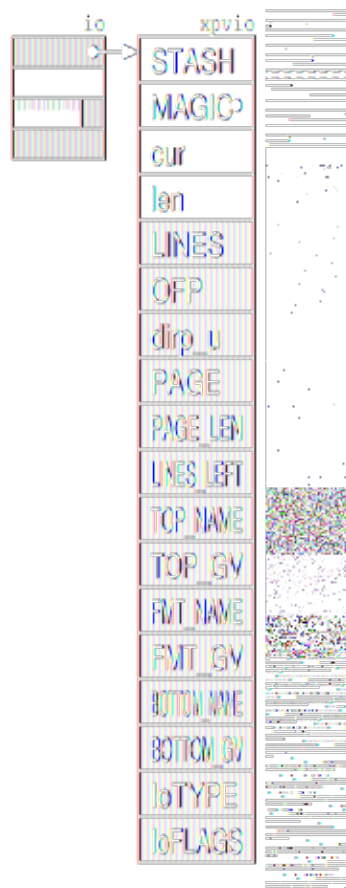 io xpvio
STASH
MAGIC
cur
len
LINES
OFP
dirp_u
PAGE
PAGE_LEN
LINES_LEFT
TOP_NAME
TOP_GV
FMT_NAME
FMT_GV
BOTTOM_NAME
BOTTOM_GV
IoTYPE
IoFLAGS